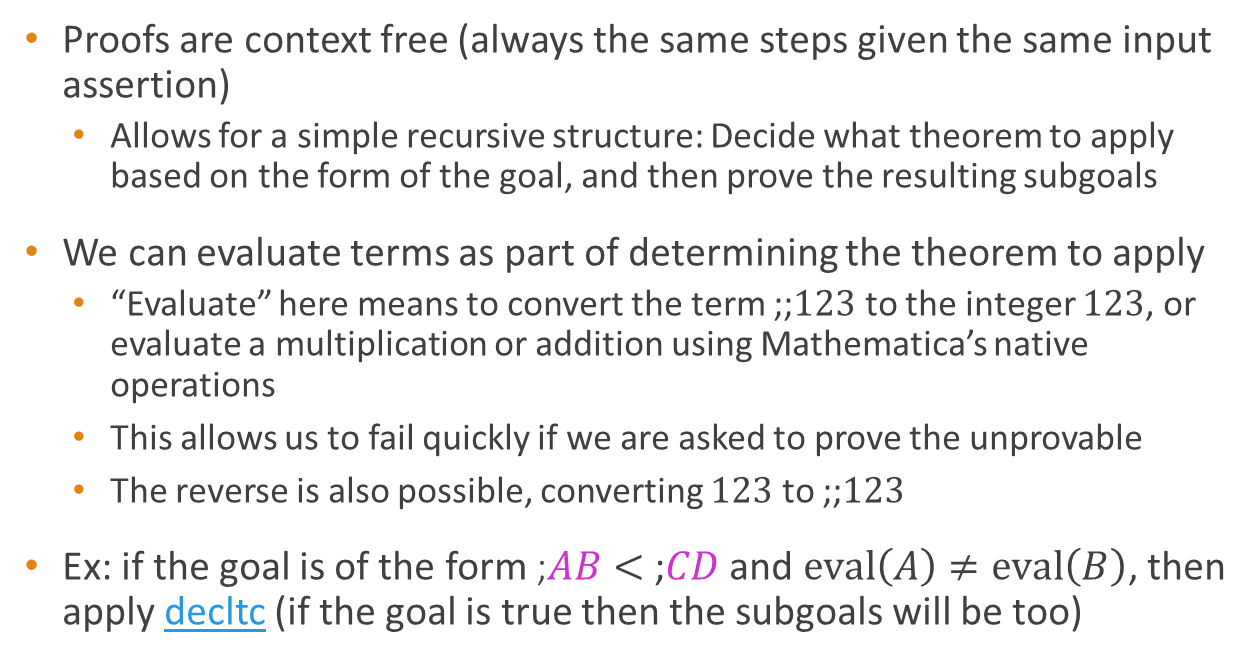 • Proofs are context free (always the same steps given the same input
assertion)
• Allows for a simple recursive structure: Decide what theorem to apply
based on the form of the goal, and then prove the resulting subgoals
• We can evaluate terms as part of determining the theorem to apply
• “Evaluate” here means to convert the term ;;123 to the integer 123, or
evaluate a multiplication or addition using Mathematica’s native
operations
• This allows us to fail quickly if we are asked to prove the unprovable
• The reverse is also possible, converting 123 to ;;123
• Ex: if the goal is of the form ;AB < ;CD and eval(A) ≠ eval(B), then
apply decltc (if the goal is true then the subgoals will be too)